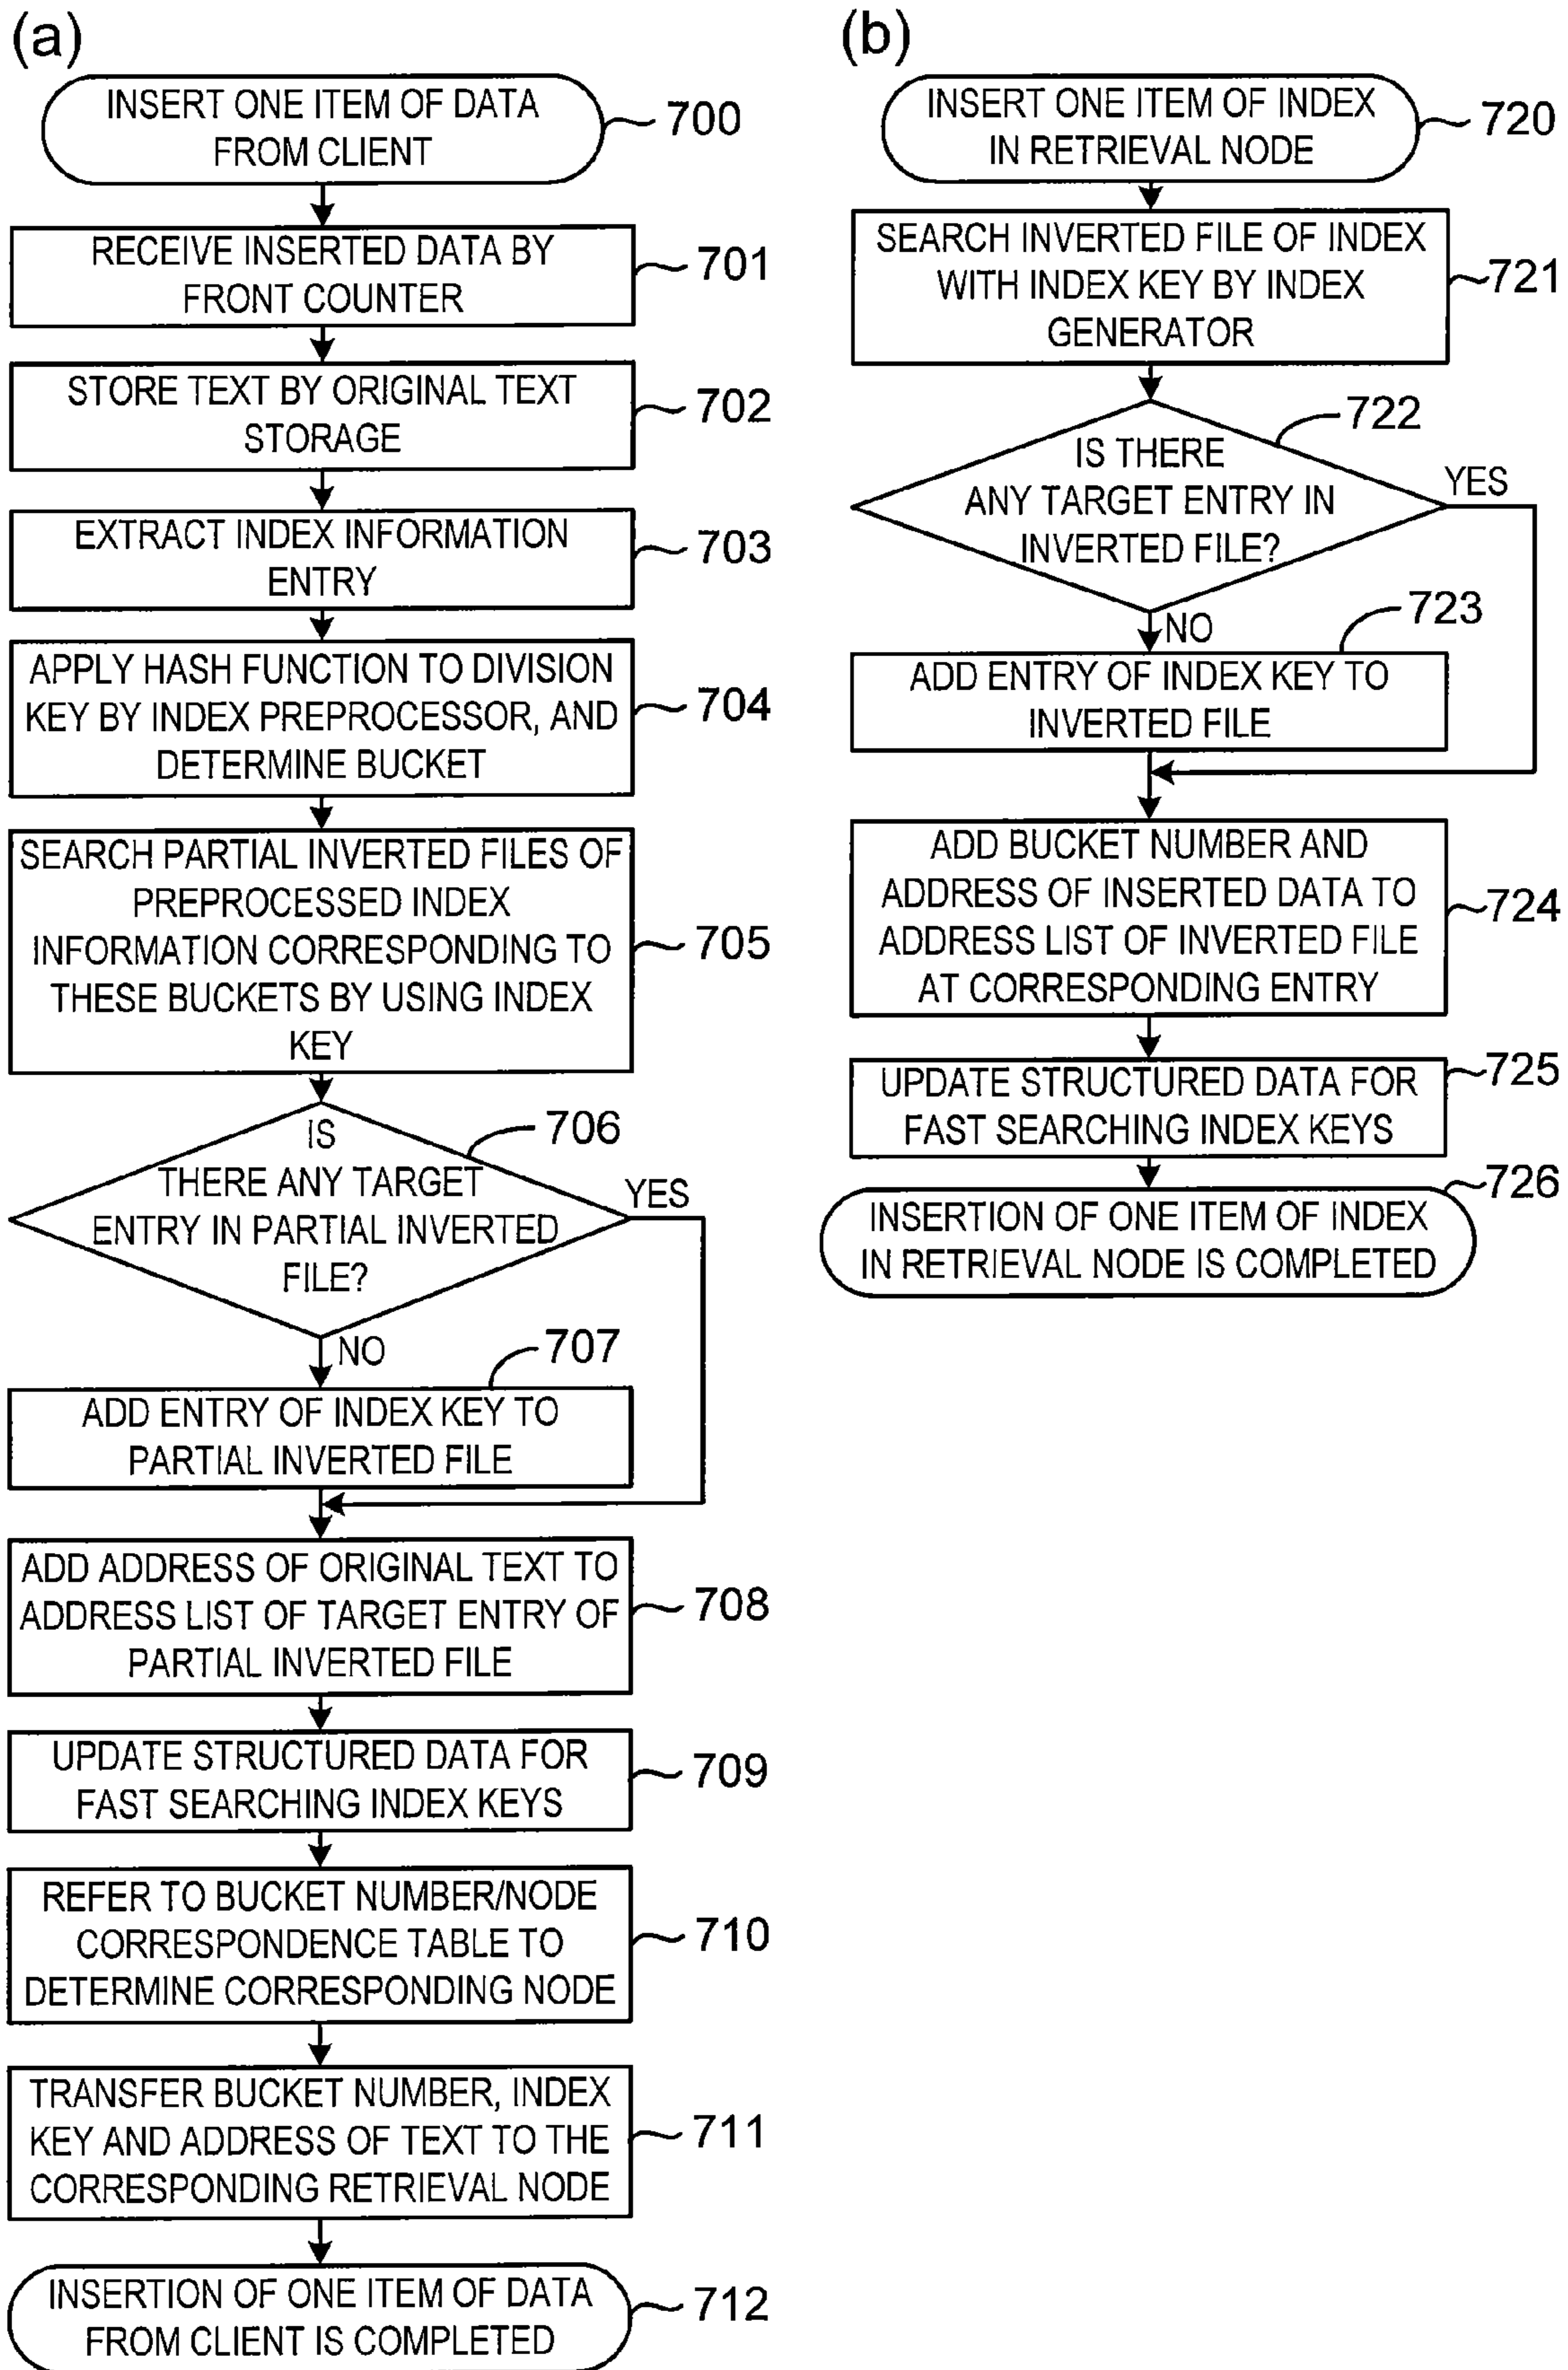 (a)
INSERT ONE ITEM OF DATA
FROM CLIENT
700
RECEIVE INSERTED DATA BY
FRONT COUNTER
701
STORE TEXT BY ORIGINAL TEXT
STORAGE
702
EXTRACT INDEX INFORMATION
ENTRY
703
APPLY HASH FUNCTION TO DIVISION
KEY BY INDEX PREPROCESSOR, AND
DETERMINE BUCKET
704
SEARCH PARTIAL INVERTED FILES OF
PREPROCESSED INDEX
INFORMATION CORRESPONDING TO
THESE BUCKETS BY USING INDEX
KEY
705
IS
THERE ANY TARGET
ENTRY IN PARTIAL INVERTED
FILE?
706
YES
NO
707
ADD ENTRY OF INDEX KEY TO
PARTIAL INVERTED FILE
ADD ADDRESS OF ORIGINAL TEXT TO
ADDRESS LIST OF TARGET ENTRY OF
PARTIAL INVERTED FILE
708
UPDATE STRUCTURED DATA FOR
FAST SEARCHING INDEX KEYS
709
REFER TO BUCKET NUMBER/NODE
CORRESPONDENCE TABLE TO
DETERMINE CORRESPONDING NODE
710
TRANSFER BUCKET NUMBER, INDEX
KEY AND ADDRESS OF TEXT TO THE
CORRESPONDING RETRIEVAL NODE
711
INSERTION OF ONE ITEM OF DATA
FROM CLIENT IS COMPLETED
712
(b)
INSERT ONE ITEM OF INDEX
IN RETRIEVAL NODE
720
SEARCH INVERTED FILE OF INDEX
WITH INDEX KEY BY INDEX
GENERATOR
721
722
IS THERE
ANY TARGET ENTRY IN
INVERTED FILE?
YES
NO
723
ADD ENTRY OF INDEX KEY TO
INVERTED FILE
ADD BUCKET NUMBER AND
ADDRESS OF INSERTED DATA TO
ADDRESS LIST OF INVERTED FILE
AT CORRESPONDING ENTRY
724
UPDATE STRUCTURED DATA FOR
FAST SEARCHING INDEX KEYS
725
726
INSERTION OF ONE ITEM OF INDEX
IN RETRIEVAL NODE IS COMPLETED